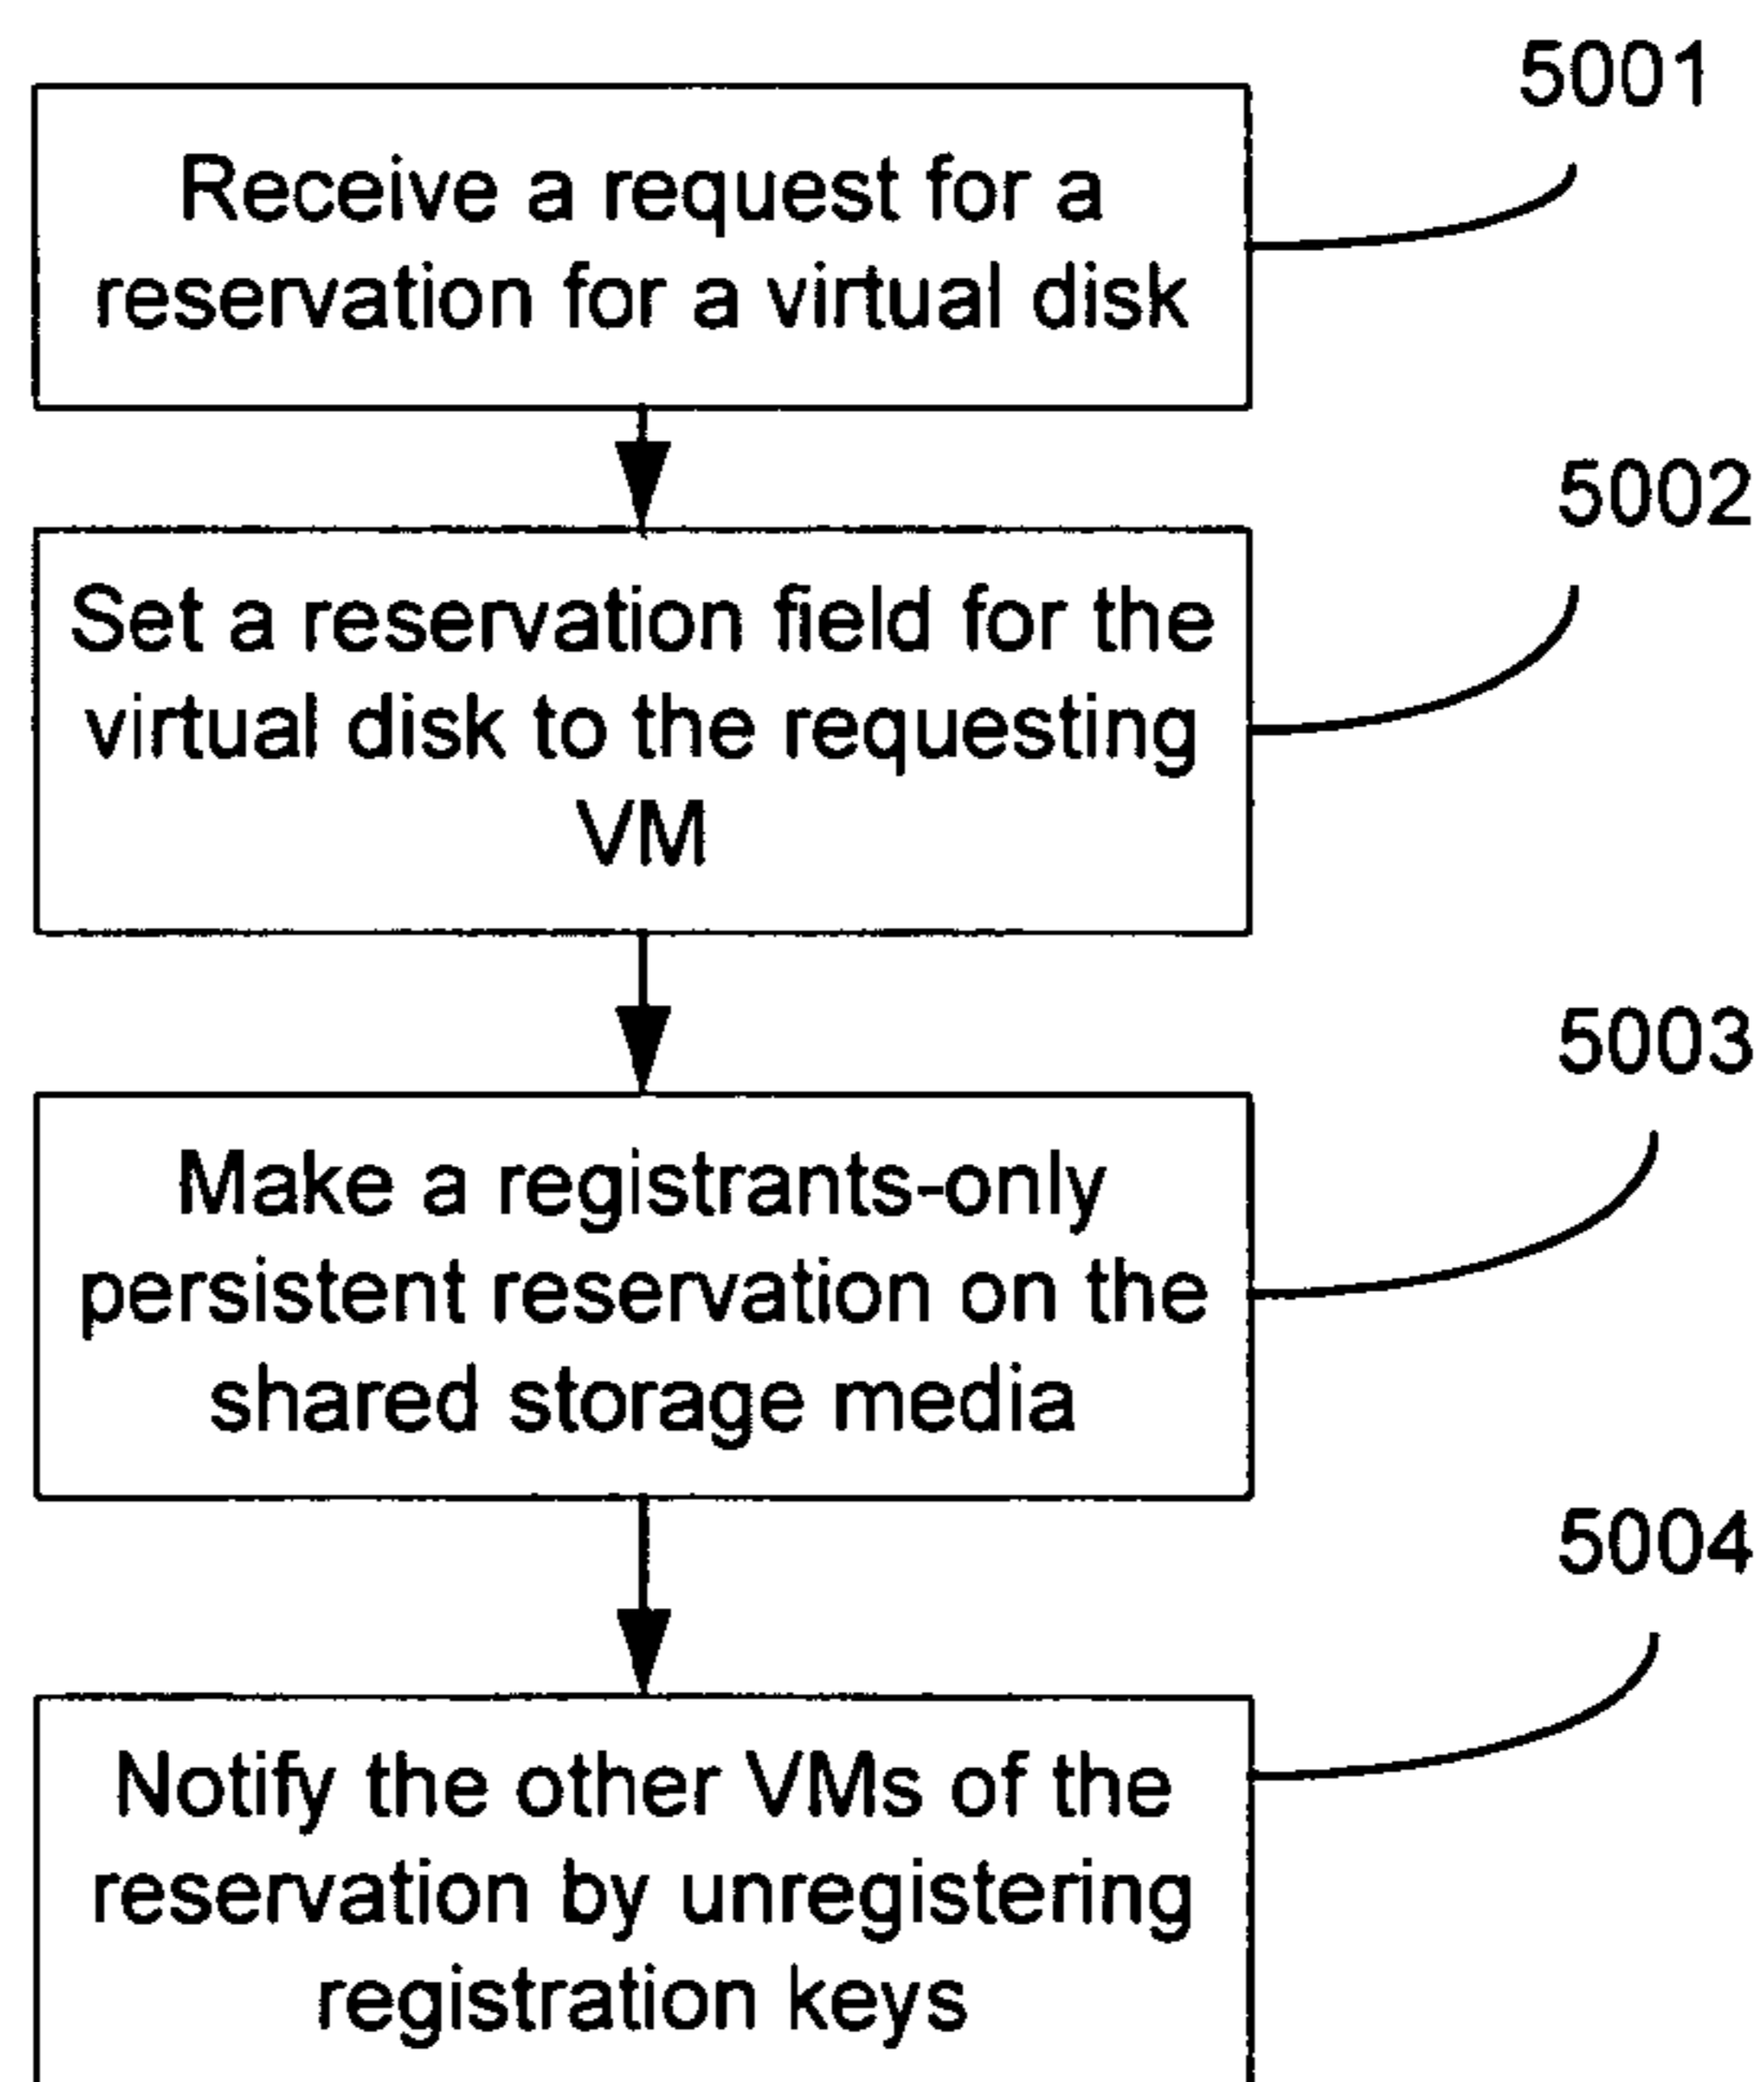 5001
Receive a request for a
reservation for a virtual disk
5002
Set a reservation field for the
virtual disk to the requesting
VM
5003
Make a registrants-only
persistent reservation on the
shared storage media
5004
Notify the other VMs of the
reservation by unregistering
registration keys